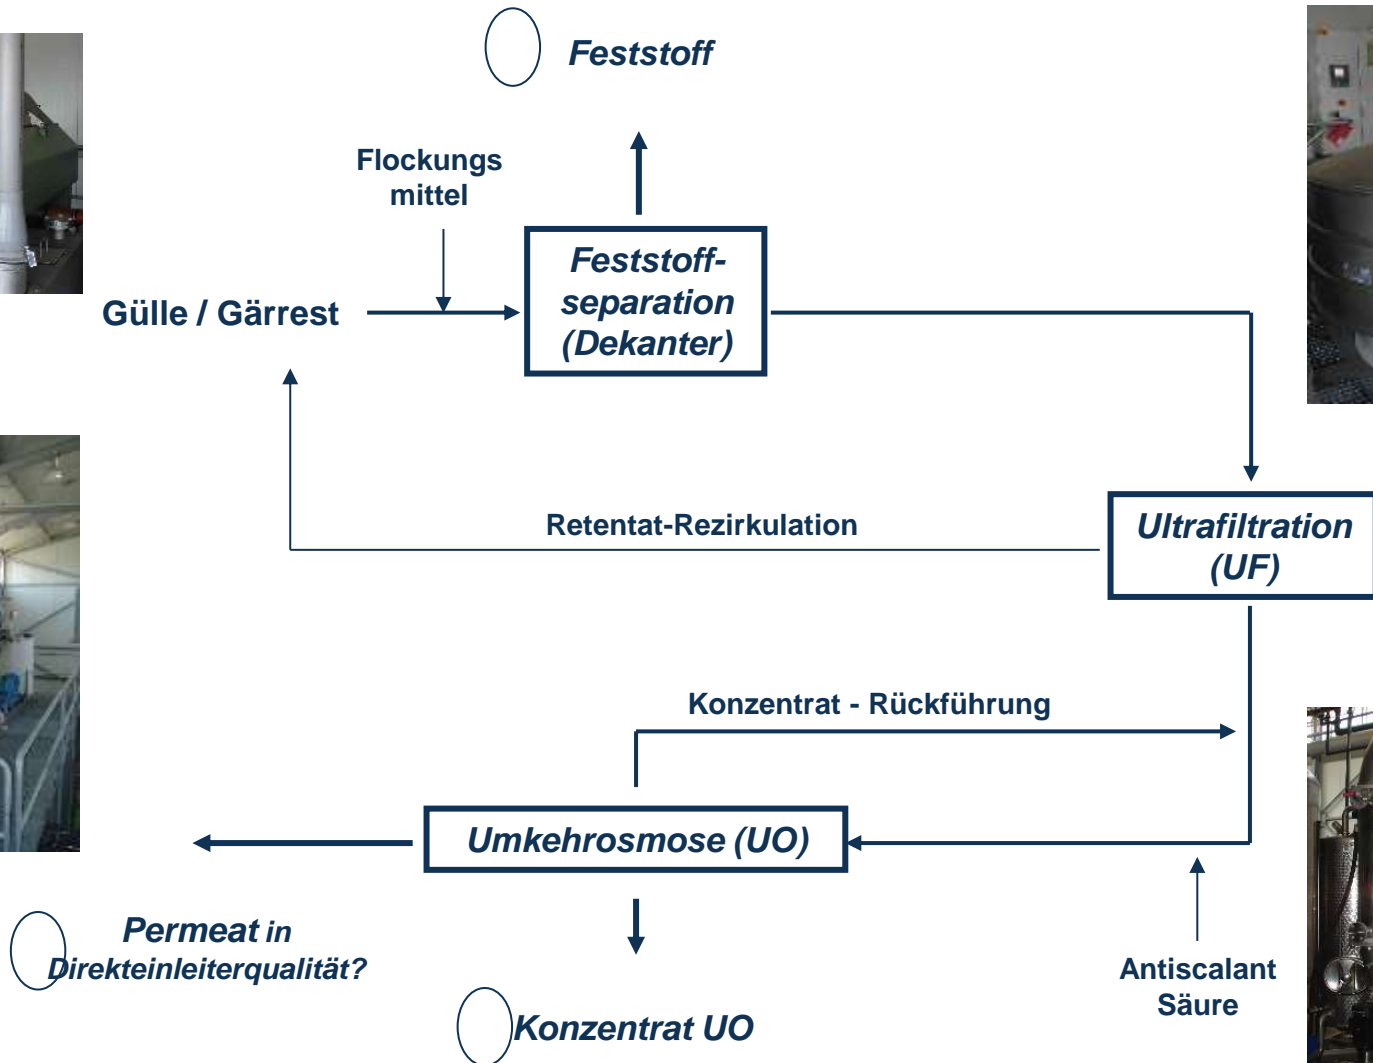 Feststoff
Flockungs
mittel
Feststoff-
separation
(Dekanter)
Gülle / Gärrest
Retentat-Rezirkulation
Ultrafiltration
(UF)
Konzentrat - Rückführung
Umkehrosmose (UO)
Permeat in
Direkteinleiterqualität?
Antiscalant
Säure
Konzentrat UO